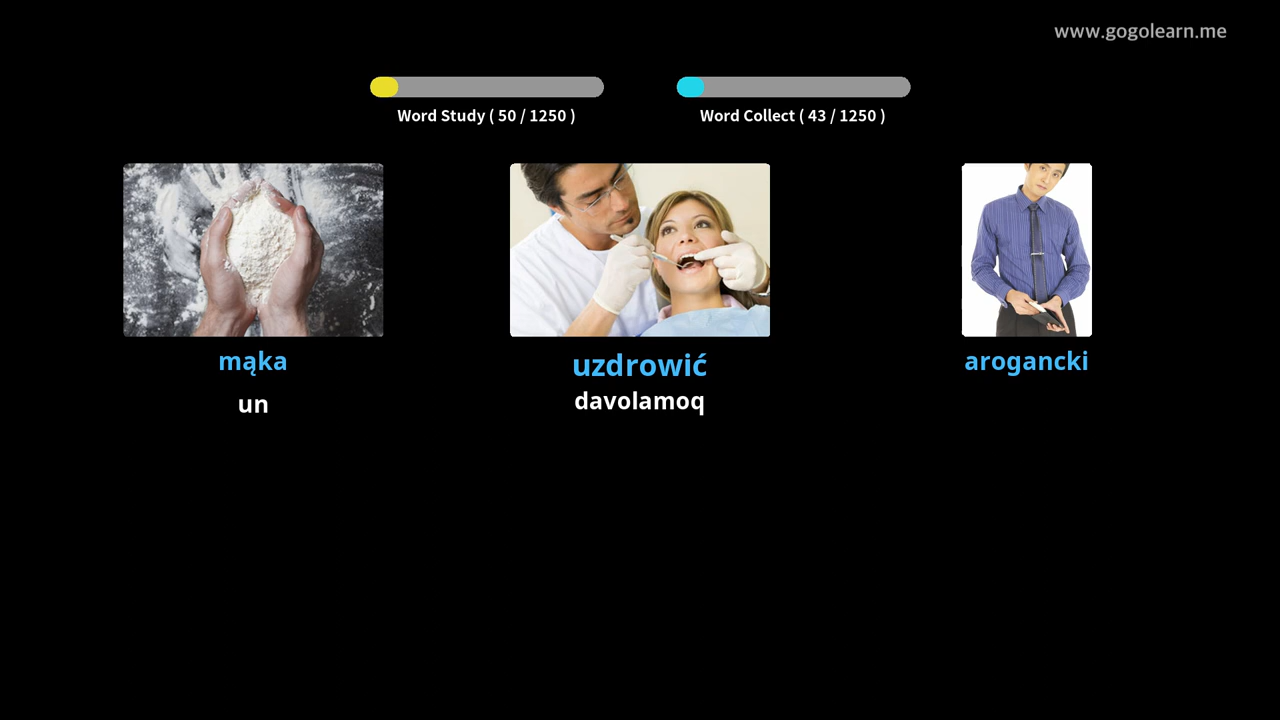 www.gogolearn.me
Word Study ( 50 / 1250 )
Word Collect ( 43 / 1250 )
mąka
uzdrowić
arogancki
un
davolamoq